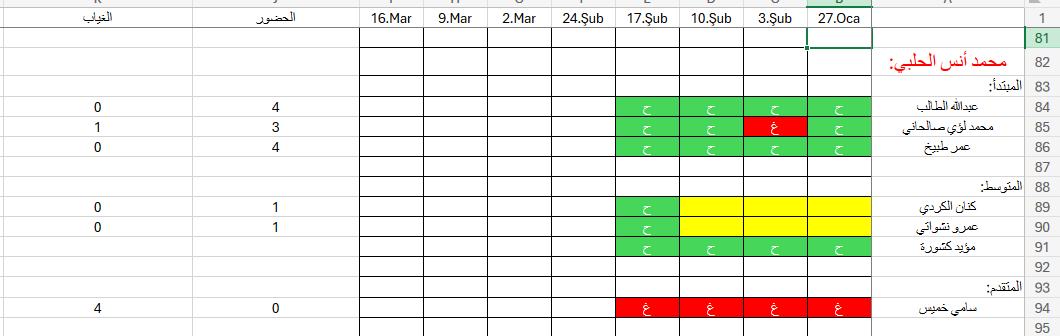 1 27.Oca 3.Şub 10.Şub 17.Şub 24.Şub 2.Mar 9.Mar 16.Mar الحضور الغياب
81
82 محمد أنس الحلبي:
83 المبتدأ:
84 عبدالله الطالب ح ح ح ح 4 0
85 محمد لؤي صالحاني ح غ ح ح 3 1
86 عمر طبيخ ح ح ح ح 4 0
87
88 المتوسط:
89 كنان الكردي ح 1 0
90 عمرو نشواتي ح 1 0
91 مؤيد كشورة ح ح ح ح
92
93 المتقدم:
94 سامي خميس غ غ غ غ 0 4
95